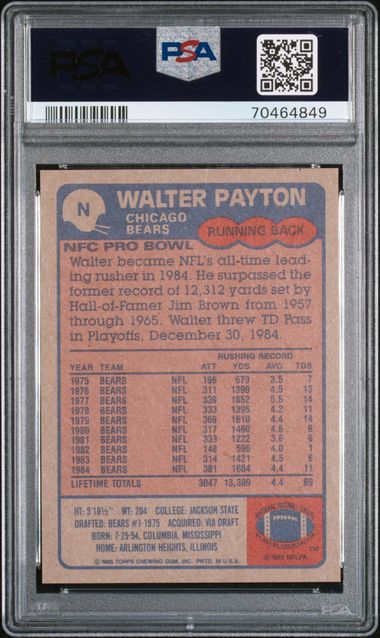 PSA
PSA
70464849
N
WALTER PAYTON
CHICAGO
BEARS
RUNNING BACK
NFC PRO BOWL
Walter became NFL's all-time lead-
ing rusher in 1984. He surpassed the
former record of 12,312 yards set by
Hall-of-Famer Jim Brown from 1957
through 1965. Walter threw TD Pass
in Playoffs, December 30, 1984.
RUSHING RECORD
YEAR TEAM ATT YDS AVG TDS
1975 BEARS NFL 196 679 3.5 7
1976 BEARS NFL 311 1390 4.5 13
1977 BEARS NFL 339 1852 5.5 14
1978 BEARS NFL 333 1395 4.2 11
1979 BEARS NFL 369 1610 4.4 14
1980 BEARS NFL 317 1460 4.6 6
1981 BEARS NFL 339 1222 3.6 6
1982 BEARS NFL 148 596 4.0 1
1983 BEARS NFL 314 1421 4.5 6
1984 BEARS NFL 381 1684 4.4 11
LIFETIME TOTALS 3047 13,309 4.4 89
HT: 5'10½" WT: 204 COLLEGE: JACKSON STATE
DRAFTED: BEARS #1-1975 ACQUIRED: VIA DRAFT
BORN: 7-25-54, COLUMBIA, MISSISSIPPI
HOME: ARLINGTON HEIGHTS, ILLINOIS
©1985 TOPPS CHEWING GUM, INC. PRTD. IN U.S.A.
NATIONAL FOOTBALL LEAGUE
PLAYERS ASSOCIATION
TM
©1985 NFLPA